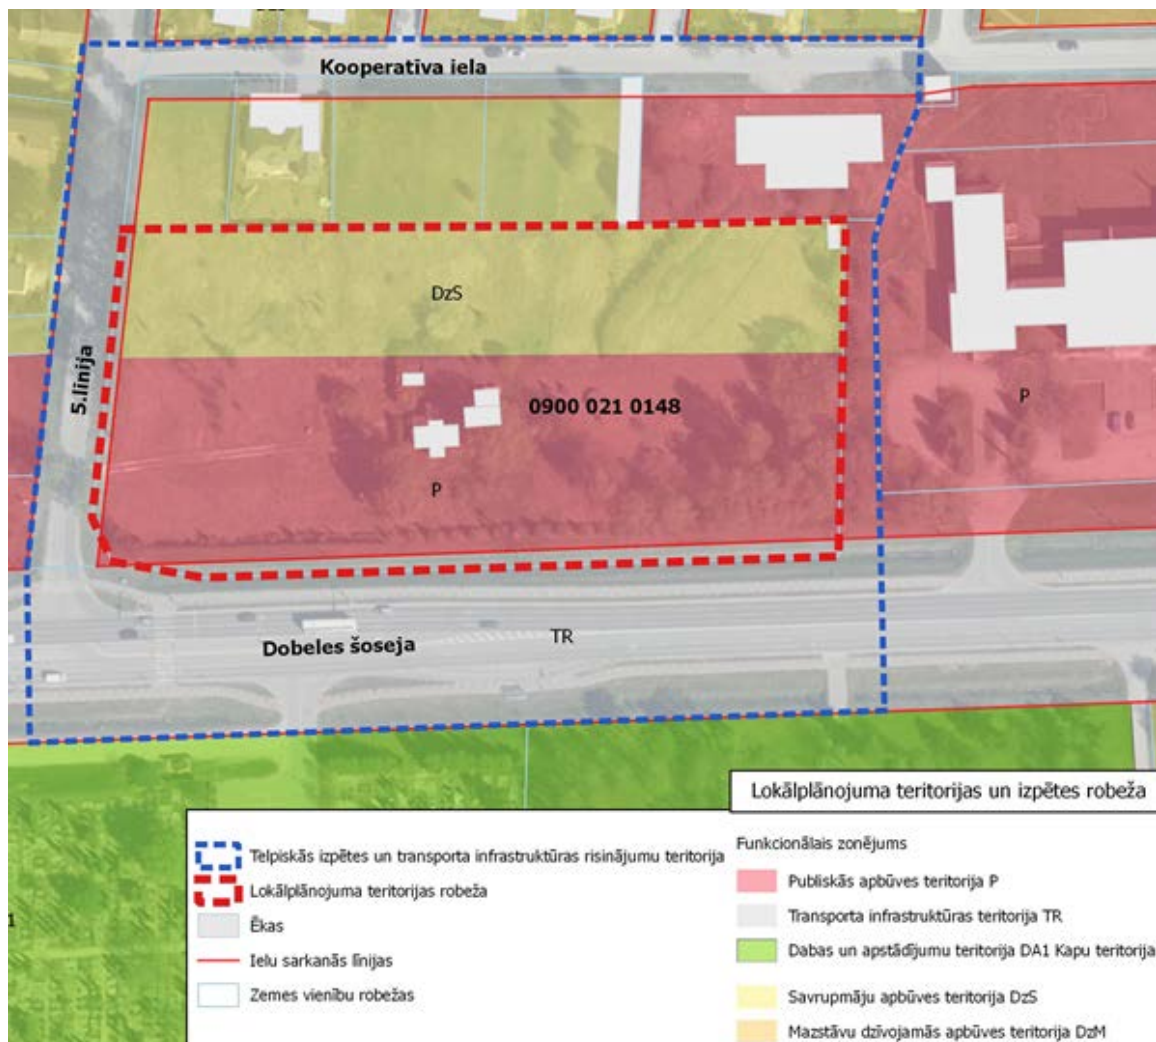 Kooperatīva iela
DzS
5.līnija
0900 021 0148
P
P
Dobeles šoseja
TR
Lokālplānojuma teritorijas un izpētes robeža
Telpiskās izpētes un transporta infrastruktūras risinājumu teritorija
Lokālplānojuma teritorijas robeža
Ēkas
Ielu sarkanās līnijas
Zemes vienību robežas
Funkcionālais zonējums
Publiskās apbūves teritorija P
Transporta infrastruktūras teritorija TR
Dabas un apstādījumu teritorija DA1 Kapu teritorija
Savrupmāju apbūves teritorija DzS
Mazstāvu dzīvojamās apbūves teritorija DzM